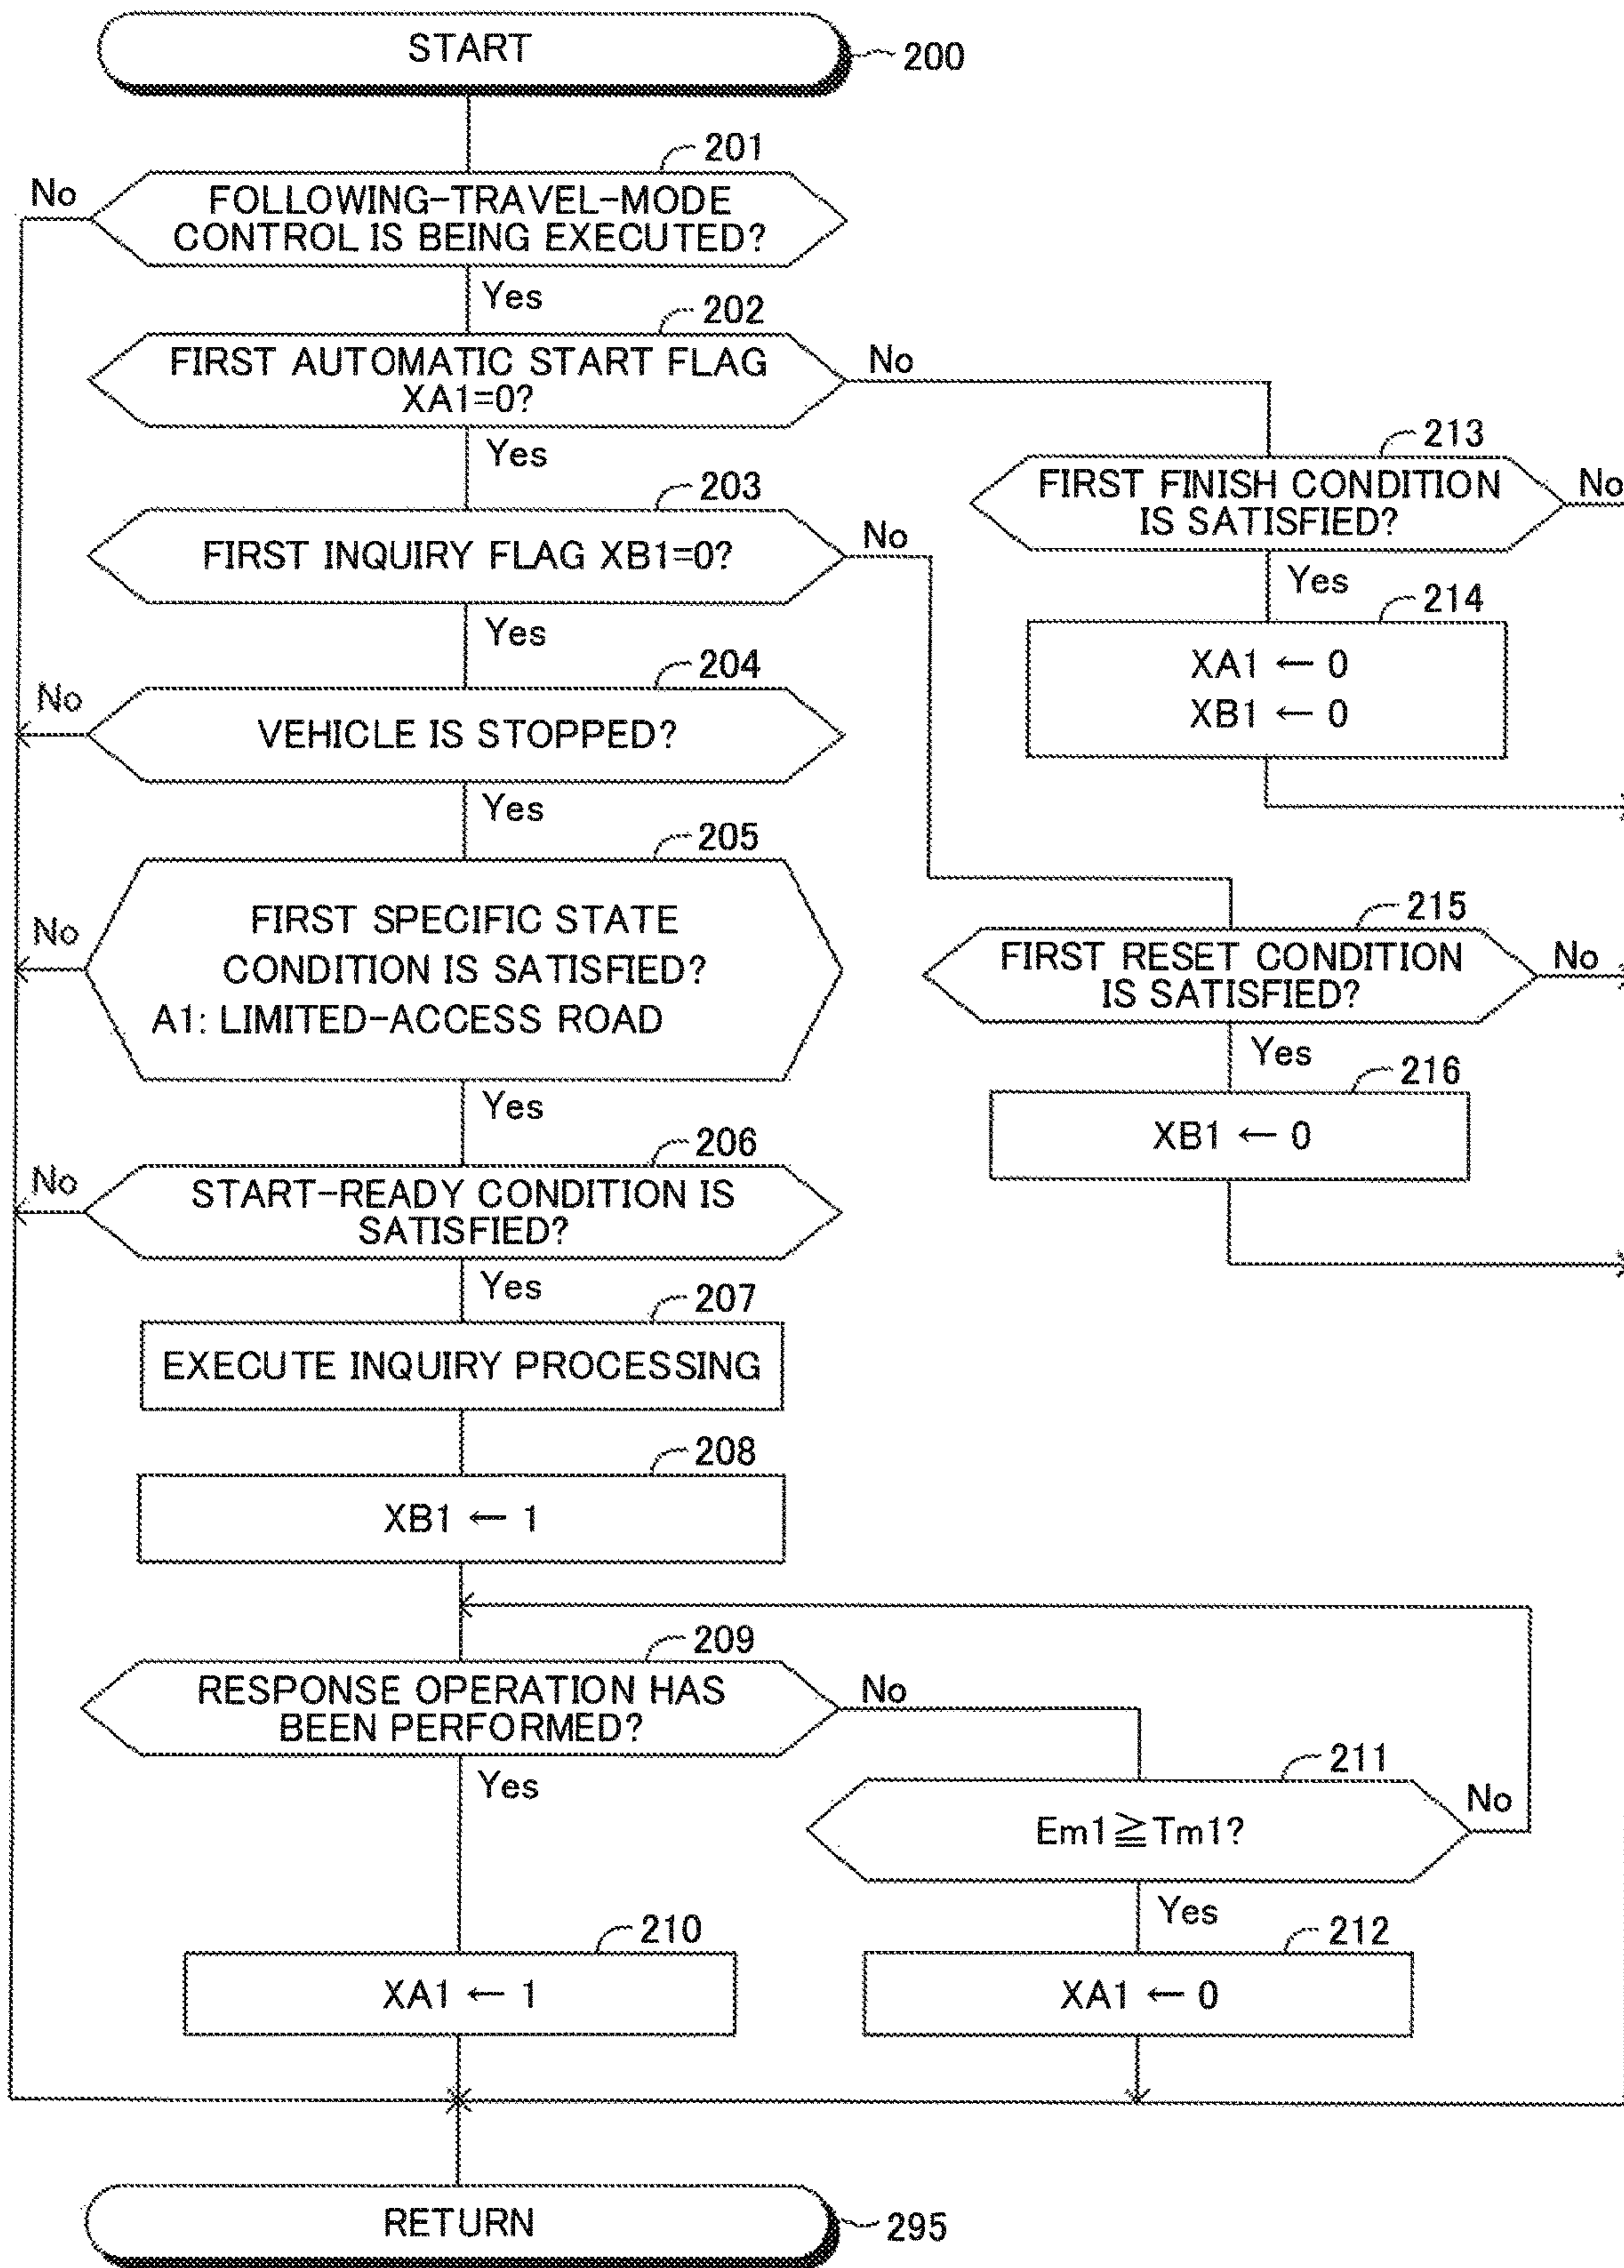 START
200
201
No
FOLLOWING-TRAVEL-MODE
CONTROL IS BEING EXECUTED?
Yes
202
FIRST AUTOMATIC START FLAG
XA1=0?
No
Yes
213
FIRST FINISH CONDITION
IS SATISFIED?
No
Yes
214
XA1 ← 0
XB1 ← 0
203
FIRST INQUIRY FLAG XB1=0?
No
Yes
204
No
VEHICLE IS STOPPED?
Yes
205
No
FIRST SPECIFIC STATE
CONDITION IS SATISFIED?
A1: LIMITED-ACCESS ROAD
Yes
215
FIRST RESET CONDITION
IS SATISFIED?
No
Yes
216
XB1 ← 0
206
No
START-READY CONDITION IS
SATISFIED?
Yes
207
EXECUTE INQUIRY PROCESSING
208
XB1 ← 1
209
RESPONSE OPERATION HAS
BEEN PERFORMED?
No
Yes
211
Em1≧Tm1?
No
Yes
210
XA1 ← 1
212
XA1 ← 0
RETURN
295